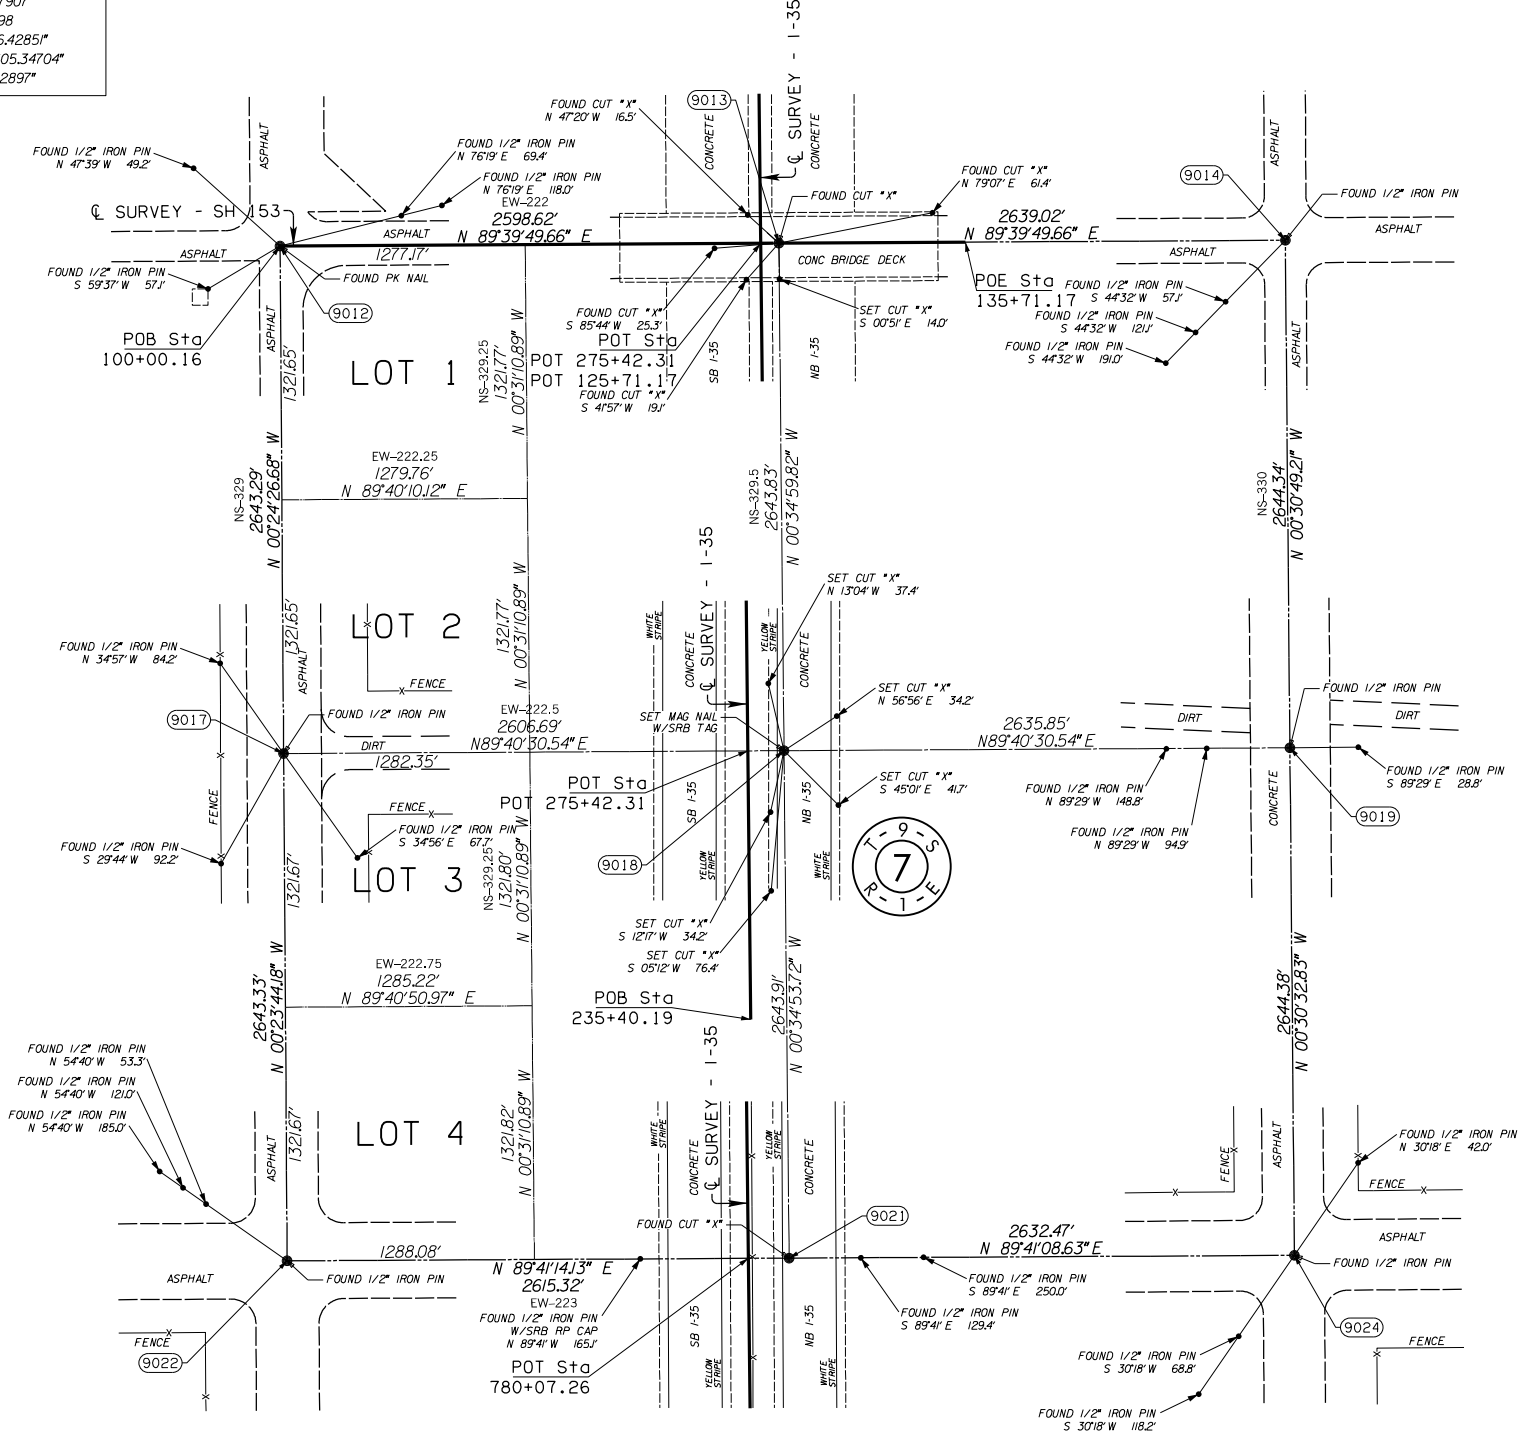 98
6.42851"
05.34704"
2897"
℄ SURVEY - I-35
FOUND CUT "X"
N 47°20' W 16.5'
9013
CONCRETE
CONCRETE
ASPHALT
FOUND 1/2" IRON PIN
N 47°39' W 49.2'
FOUND 1/2" IRON PIN
N 76°19' E 69.4'
FOUND 1/2" IRON PIN
N 76°19' E 118.0'
EW-222
2598.62'
N 89°39'49.66" E
ASPHALT
1277.17'
℄ SURVEY - SH 153
ASPHALT
ASPHALT
FOUND PK NAIL
FOUND 1/2" IRON PIN
S 59°37' W 57.1'
9012
POB Sta
100+00.16
ASPHALT
FOUND CUT "X"
FOUND CUT "X"
N 79°07' E 61.4'
2639.02'
N 89°39'49.66" E
CONC BRIDGE DECK
9014
FOUND 1/2" IRON PIN
ASPHALT
ASPHALT
ASPHALT
ASPHALT
POE Sta
135+71.17
FOUND 1/2" IRON PIN
S 44°32' W 57.1'
FOUND 1/2" IRON PIN
S 44°32' W 121.1'
FOUND 1/2" IRON PIN
S 44°32' W 191.0'
FOUND CUT "X"
S 85°44' W 25.3'
SET CUT "X"
S 00°51' E 14.0'
POT Sta
POT 275+42.31
POT 125+71.17
FOUND CUT "X"
S 41°57' W 19.1'
SB I-35
NB I-35
LOT 1
1321.65'
NS-329.25
1321.77'
N 00°31'10.89" W
EW-222.25
1279.76'
N 89°40'10.12" E
NS-329
2643.29'
N 00°24'26.68" W
NS-329.5
2643.83'
N 00°34'59.82" W
NS-330
2644.34'
N 00°30'49.21" W
℄ SURVEY - I-35
SET CUT "X"
N 13°04' W 37.4'
LOT 2
1321.65'
ASPHALT
1321.77'
N 00°31'10.89" W
WHITE
STRIPE
CONCRETE
YELLOW
STRIPE
CONCRETE
FOUND 1/2" IRON PIN
N 34°57' W 84.2'
FENCE
9017
FOUND 1/2" IRON PIN
DIRT
EW-222.5
2606.69'
N89°40'30.54" E
1282.35'
SET MAG NAIL
W/SRB TAG
SET CUT "X"
N 56°56' E 34.2'
2635.85'
N89°40'30.54" E
DIRT
FOUND 1/2" IRON PIN
DIRT
POT Sta
POT 275+42.31
SET CUT "X"
S 45°01' E 41.7'
FOUND 1/2" IRON PIN
N 89°29' W 148.8'
FOUND 1/2" IRON PIN
N 89°29' W 94.9'
CONCRETE
FOUND 1/2" IRON PIN
S 89°29' E 28.8'
9019
FENCE
FENCE
FOUND 1/2" IRON PIN
S 34°56' E 67.7'
FOUND 1/2" IRON PIN
S 29°44' W 92.2'
LOT 3
1321.67'
NS-329.25
1321.80'
N 00°31'10.89" W
SB I-35
NB I-35
YELLOW
STRIPE
WHITE
STRIPE
9018
T-9-S
7
R-1-E
SET CUT "X"
S 12°17' W 34.2'
SET CUT "X"
S 05°12' W 76.4'
EW-222.75
1285.22'
N 89°40'50.97" E
POB Sta
235+40.19
2643.33'
N 00°23'44.18" W
2643.91'
N 00°34'53.72" W
2644.38'
N 00°30'32.83" W
℄ SURVEY - I-35
FOUND 1/2" IRON PIN
N 54°40' W 53.3'
FOUND 1/2" IRON PIN
N 54°40' W 121.0'
FOUND 1/2" IRON PIN
N 54°40' W 185.0'
ASPHALT
1321.67'
LOT 4
1321.82'
N 00°31'10.89" W
WHITE
STRIPE
CONCRETE
YELLOW
STRIPE
CONCRETE
FENCE
ASPHALT
FOUND 1/2" IRON PIN
N 30°18' E 42.0'
FENCE
FOUND CUT "X"
9021
1288.08'
N 89°41'14.13" E
2615.32'
EW-223
2632.47'
N 89°41'08.63" E
ASPHALT
ASPHALT
FOUND 1/2" IRON PIN
FOUND 1/2" IRON PIN
ASPHALT
FOUND 1/2" IRON PIN
S 89°41' E 250.0'
FOUND 1/2" IRON PIN
S 89°41' E 129.4'
FOUND 1/2" IRON PIN
W/SRB RP CAP
N 89°41' W 165.1'
POT Sta
780+07.26
SB I-35
NB I-35
YELLOW
STRIPE
WHITE
STRIPE
FENCE
9022
9024
FENCE
FOUND 1/2" IRON PIN
S 30°18' W 68.8'
FOUND 1/2" IRON PIN
S 30°18' W 118.2'